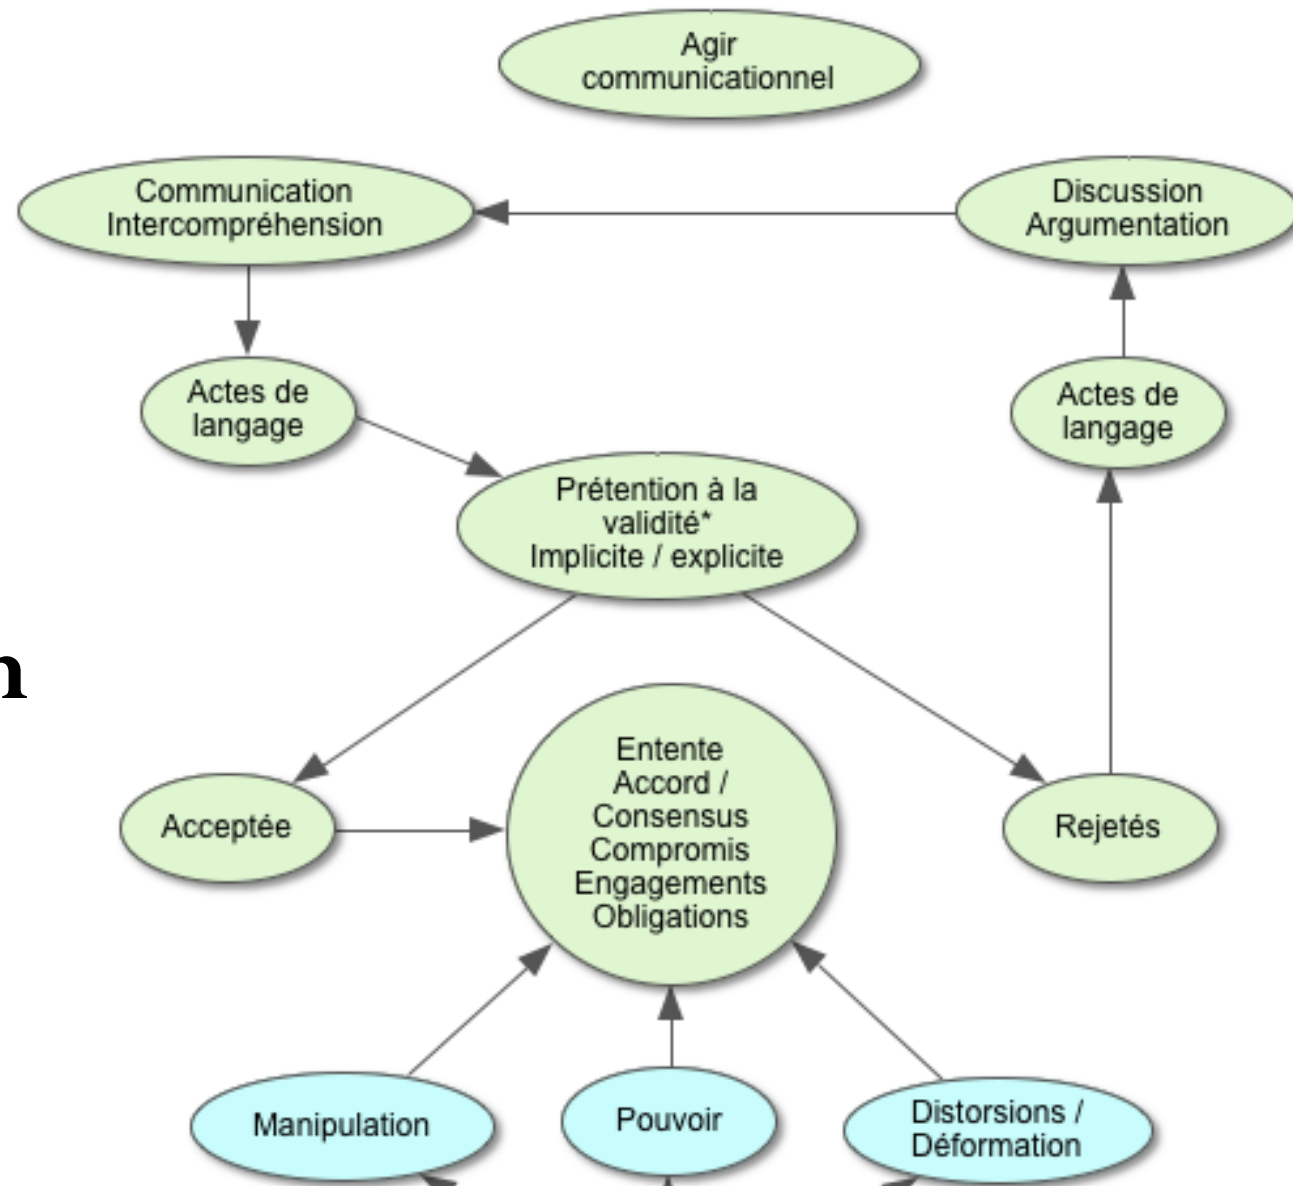 Agir
communicationnel
Communication
Intercompréhension
Discussion
Argumentation
Actes de
langage
Actes de
langage
Prétention à la
validité*
Implicite / explicite
n
Entente
Accord /
Consensus
Compromis
Engagements
Obligations
Acceptée
Rejetés
Manipulation
Pouvoir
Distorsions /
Déformation